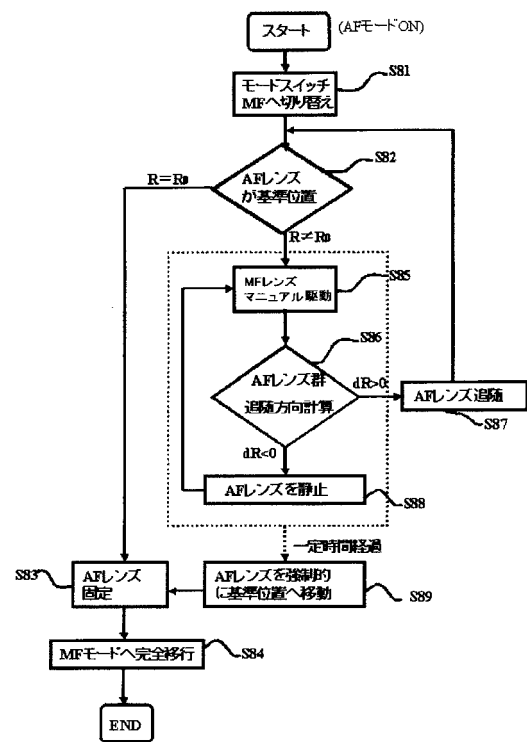 スタート
(AFモードON)
モードスイッチ
MFへ切り替え
S81
AFレンズ
が基準位置
S82
R=R0
R≠R0
MFレンズ
マニュアル駆動
S85
AFレンズ群
追随方向計算
S86
dR>0
AFレンズ追随
S87
dR<0
AFレンズを静止
S88
一定時間経過
S83
AFレンズ
固定
AFレンズを強制的
に基準位置へ移動
S89
MFモードへ完全移行
S84
END